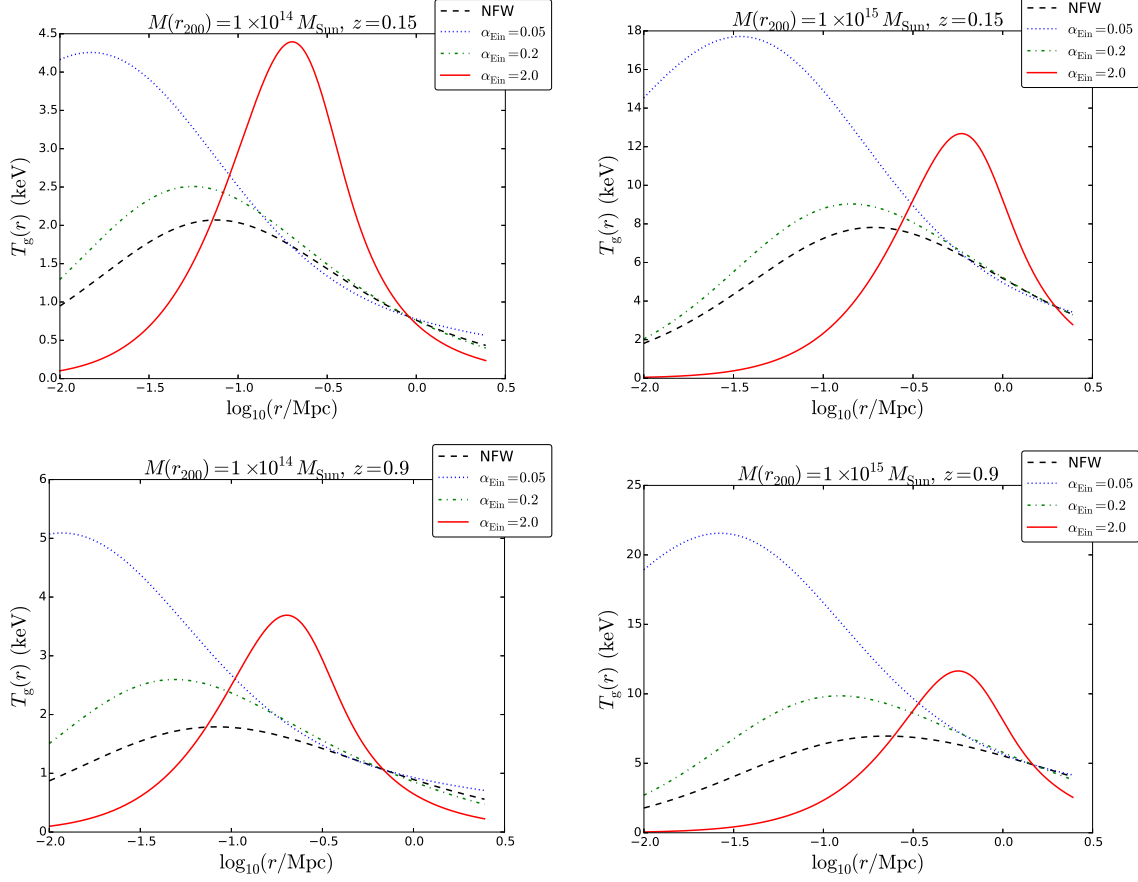 M(r200) = 1 ×10^14 MSun, z = 0.15
NFW
αEin = 0.05
αEin = 0.2
αEin = 2.0
4.5
4.0
3.5
3.0
2.5
2.0
1.5
1.0
0.5
0.0
Tg(r) (keV)
−2.0 −1.5 −1.0 −0.5 0.0 0.5
log10(r/Mpc)
M(r200) = 1 ×10^15 MSun, z = 0.15
NFW
αEin = 0.05
αEin = 0.2
αEin = 2.0
18
16
14
12
10
8
6
4
2
0
Tg(r) (keV)
−2.0 −1.5 −1.0 −0.5 0.0 0.5
log10(r/Mpc)
M(r200) = 1 ×10^14 MSun, z = 0.9
NFW
αEin = 0.05
αEin = 0.2
αEin = 2.0
6
5
4
3
2
1
0
Tg(r) (keV)
−2.0 −1.5 −1.0 −0.5 0.0 0.5
log10(r/Mpc)
M(r200) = 1 ×10^15 MSun, z = 0.9
NFW
αEin = 0.05
αEin = 0.2
αEin = 2.0
25
20
15
10
5
0
Tg(r) (keV)
−2.0 −1.5 −1.0 −0.5 0.0 0.5
log10(r/Mpc)